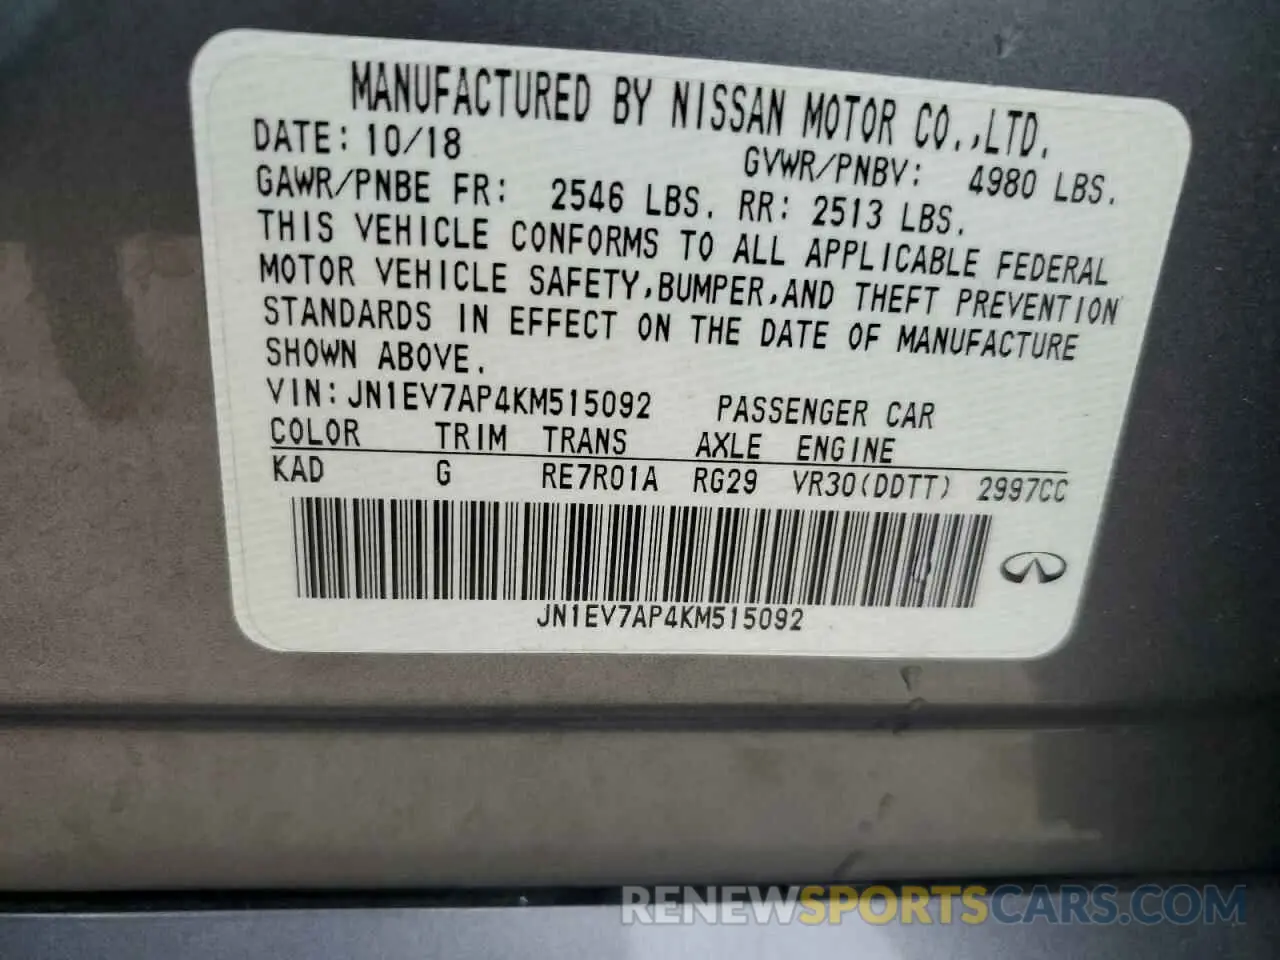 MANUFACTURED BY NISSAN MOTOR CO.,LTD.
DATE: 10/18 GVWR/PNBV: 4980 LBS.
GAWR/PNBE FR: 2546 LBS. RR: 2513 LBS.
THIS VEHICLE CONFORMS TO ALL APPLICABLE FEDERAL
MOTOR VEHICLE SAFETY,BUMPER,AND THEFT PREVENTION
STANDARDS IN EFFECT ON THE DATE OF MANUFACTURE
SHOWN ABOVE.
VIN:JN1EV7AP4KM515092 PASSENGER CAR
COLOR TRIM TRANS AXLE ENGINE
KAD G RE7R01A RG29 VR30(DDTT) 2997CC
JN1EV7AP4KM515092
RENEWSPORTSCARS.COM